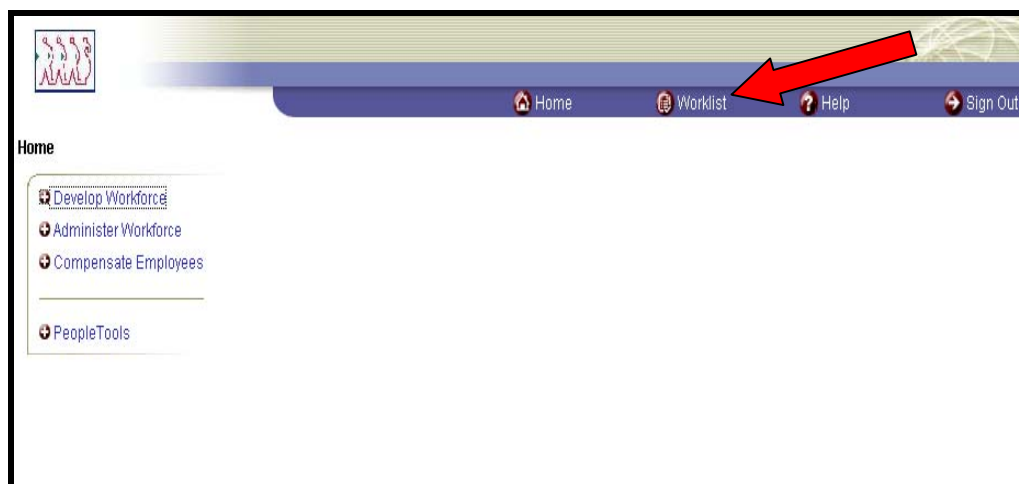 Home Worklist Help Sign Out
Home
Develop Workforce
Administer Workforce
Compensate Employees
PeopleTools